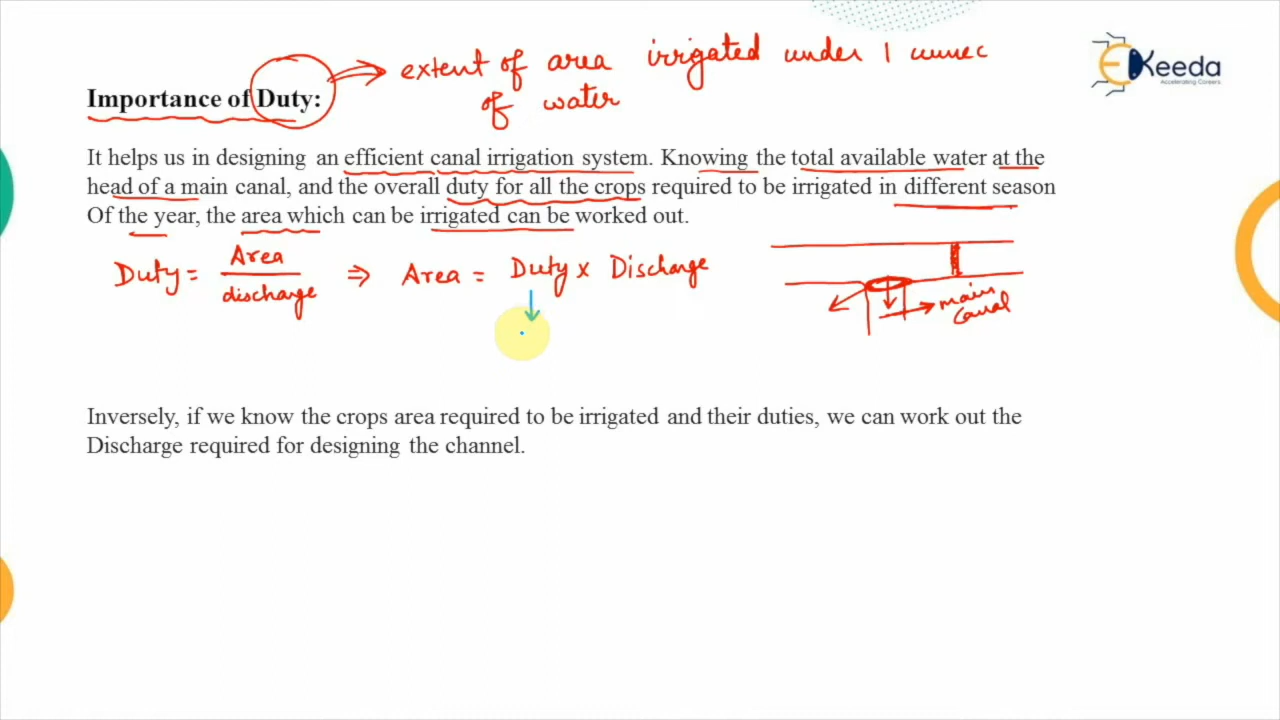 extent of area irrigated under 1 cumec
of water
Importance of Duty:
EKeeda
Accelerating Careers
It helps us in designing an efficient canal irrigation system. Knowing the total available water at the
head of a main canal, and the overall duty for all the crops required to be irrigated in different season
Of the year, the area which can be irrigated can be worked out.
Duty = Area / discharge ⇒ Area = Duty x Discharge
main
Canal
Inversely, if we know the crops area required to be irrigated and their duties, we can work out the
Discharge required for designing the channel.